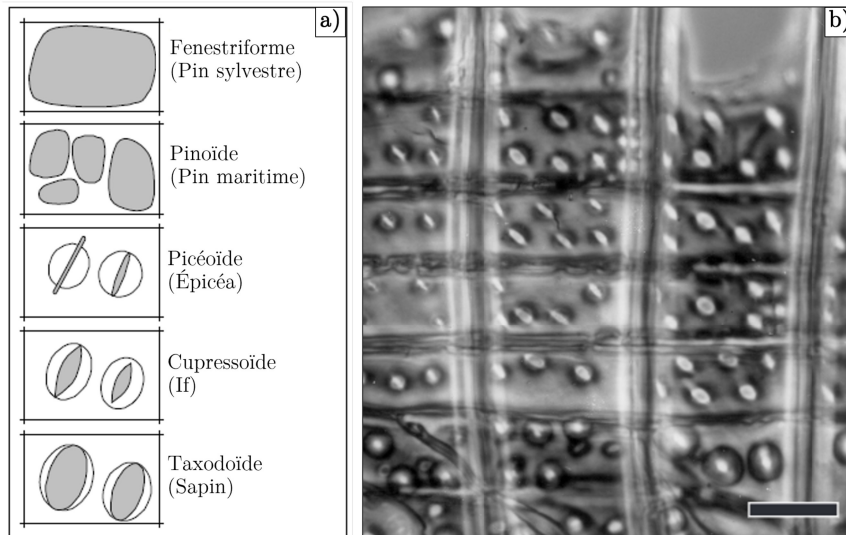 a)
Fenestriforme
(Pin sylvestre)
Pinoïde
(Pin maritime)
Picéoïde
(Épicéa)
Cupressoïde
(If)
Taxodoïde
(Sapin)
b)